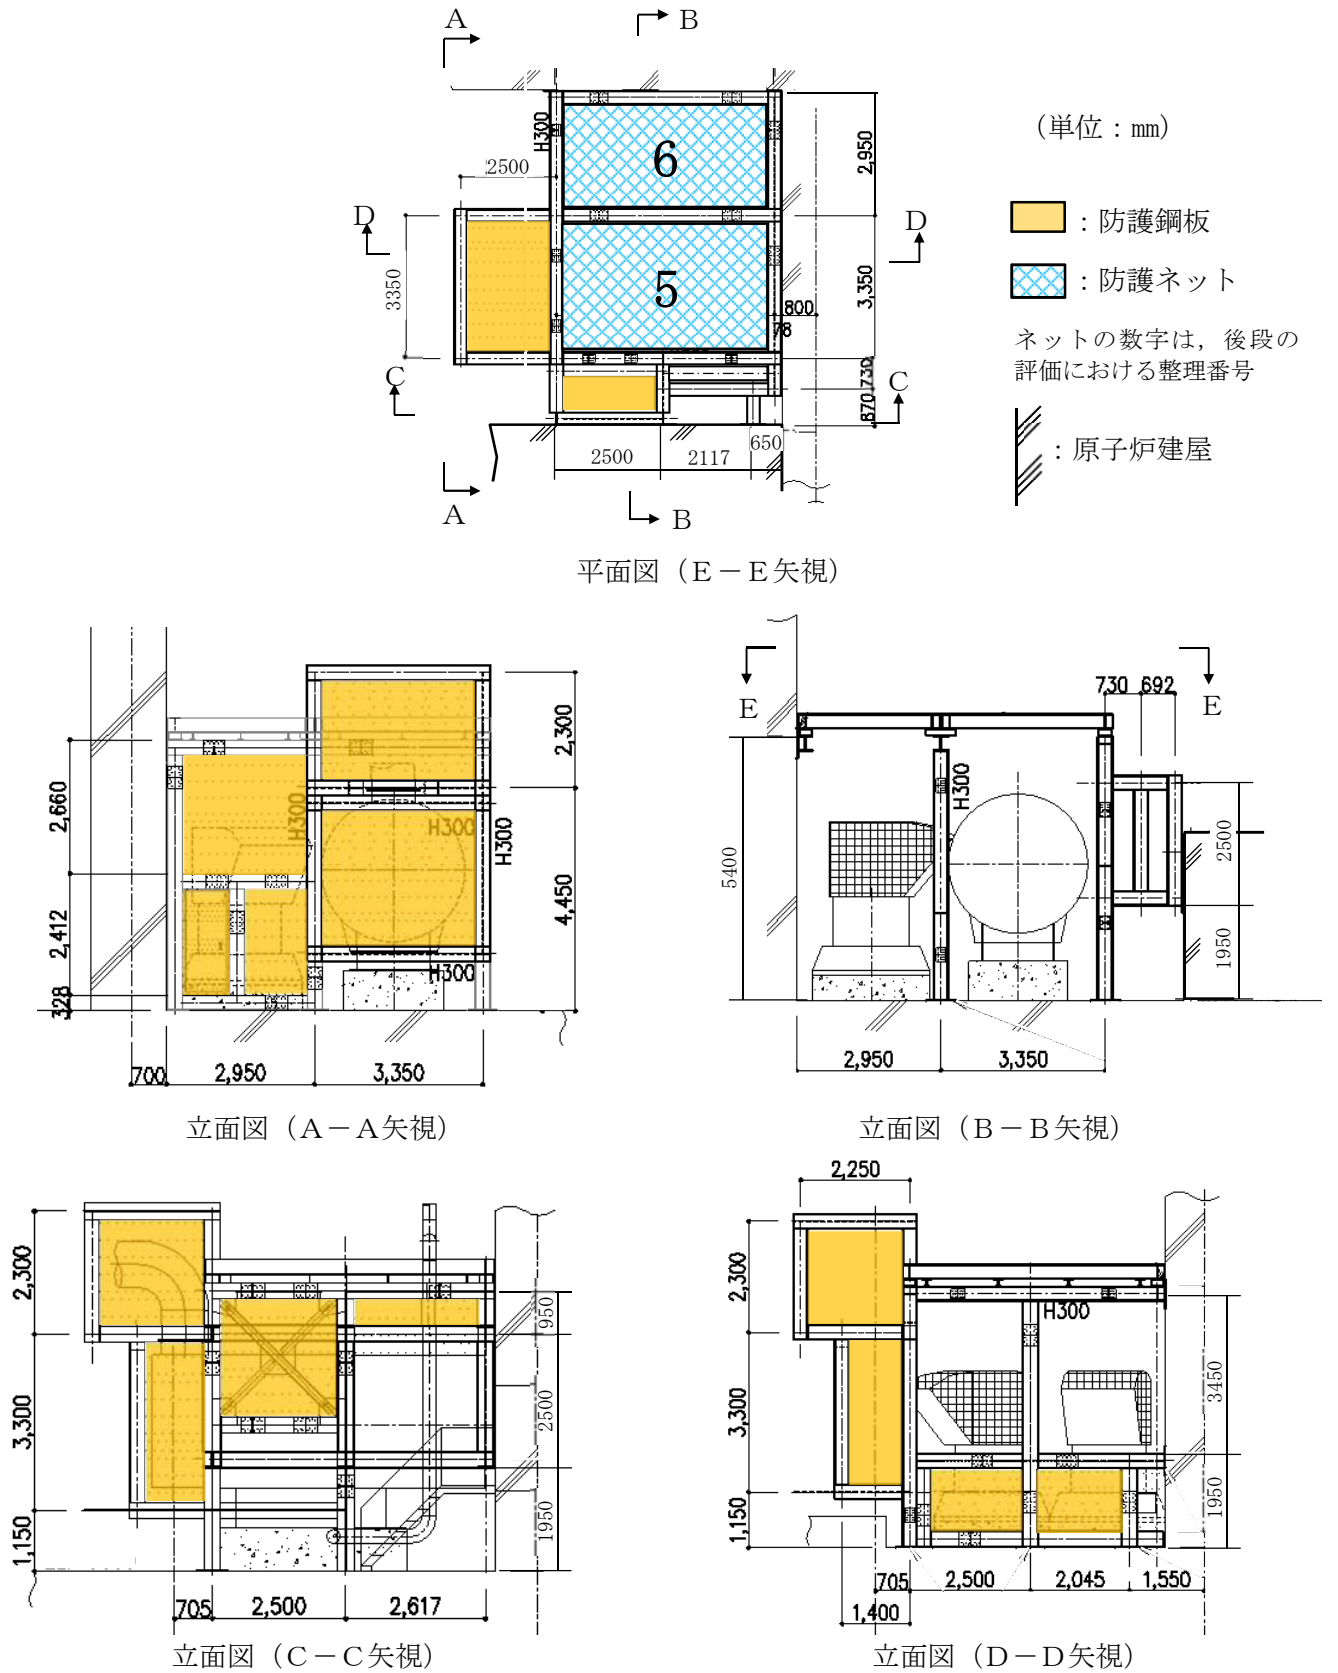 A
B
(単位：㎜)
H300
6
2,950
2500
D
D
：防護鋼板
3350
5
3,350
：防護ネット
800
78
ネットの数字は，後段の
評価における整理番号
C
730
C
870
650
2500
2117
：原子炉建屋
A
B
平面図（E－E矢視）
2,300
2,660
H300
H300
H300
2,412
4,450
H300
328
700
2,950
3,350
立面図（A－A矢視）
E
730
692
E
H300
5400
2500
1950
2,950
3,350
立面図（B－B矢視）
2,300
950
3,300
2500
1,150
1950
705
2,500
2,617
立面図（C－C矢視）
2,250
2,300
H300
3450
3,300
1,150
1950
705
2,500
2,045
1,550
1,400
立面図（D－D矢視）